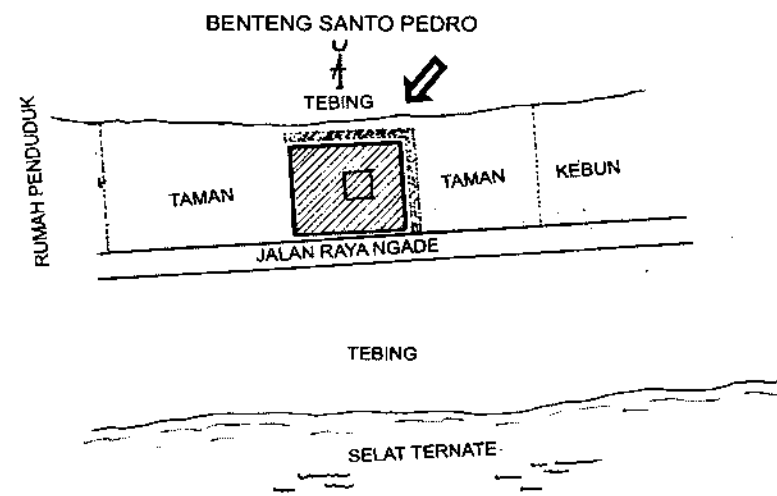 BENTENG SANTO PEDRO
U
TEBING
RUMAH PENDUDUK
TAMAN
TAMAN
KEBUN
JALAN RAYA NGADE
TEBING
SELAT TERNATE